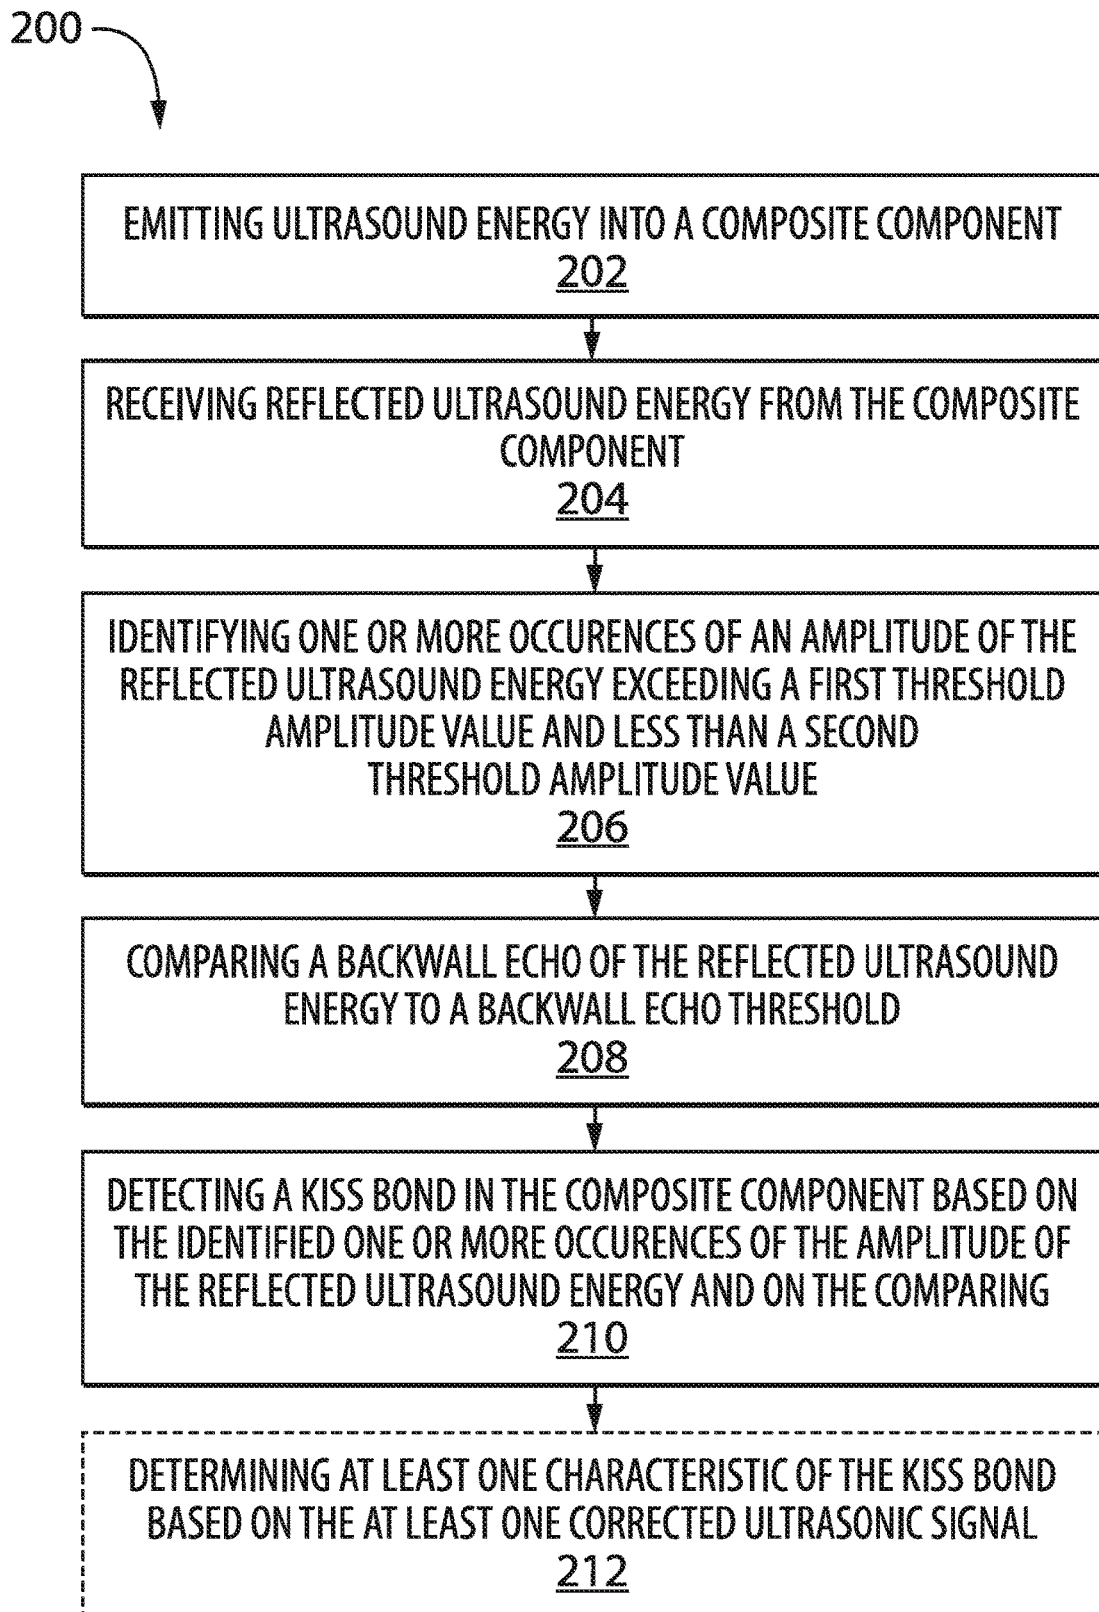 200
EMITTING ULTRASOUND ENERGY INTO A COMPOSITE COMPONENT
202
RECEIVING REFLECTED ULTRASOUND ENERGY FROM THE COMPOSITE
COMPONENT
204
IDENTIFYING ONE OR MORE OCCURENCES OF AN AMPLITUDE OF THE
REFLECTED ULTRASOUND ENERGY EXCEEDING A FIRST THRESHOLD
AMPLITUDE VALUE AND LESS THAN A SECOND
THRESHOLD AMPLITUDE VALUE
206
COMPARING A BACKWALL ECHO OF THE REFLECTED ULTRASOUND
ENERGY TO A BACKWALL ECHO THRESHOLD
208
DETECTING A KISS BOND IN THE COMPOSITE COMPONENT BASED ON
THE IDENTIFIED ONE OR MORE OCCURENCES OF THE AMPLITUDE OF
THE REFLECTED ULTRASOUND ENERGY AND ON THE COMPARING
210
DETERMINING AT LEAST ONE CHARACTERISTIC OF THE KISS BOND
BASED ON THE AT LEAST ONE CORRECTED ULTRASONIC SIGNAL
212